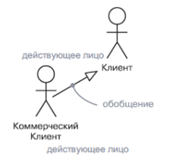 действующее лицо
Клиент
обобщение
Коммерческий
Клиент
действующее лицо